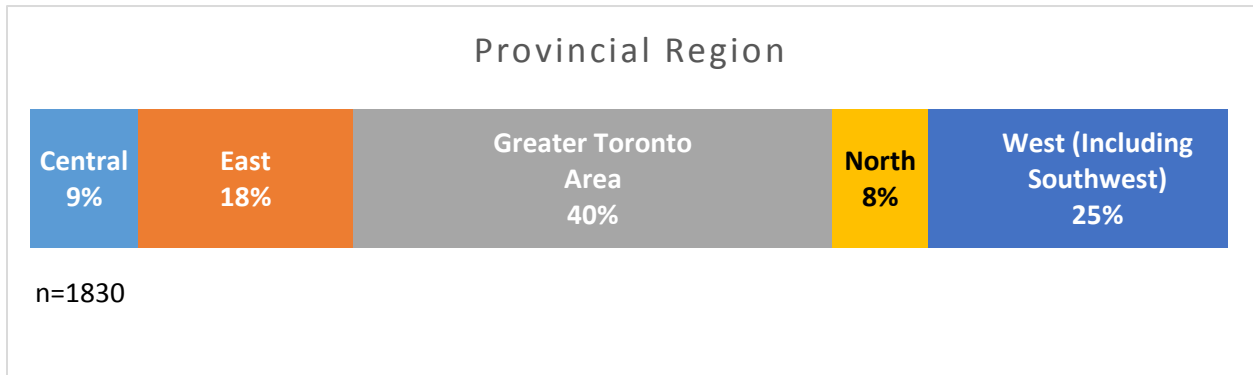 Provincial Region
Central
9%
East
18%
Greater Toronto
Area
40%
North
8%
West (Including
Southwest)
25%
n=1830